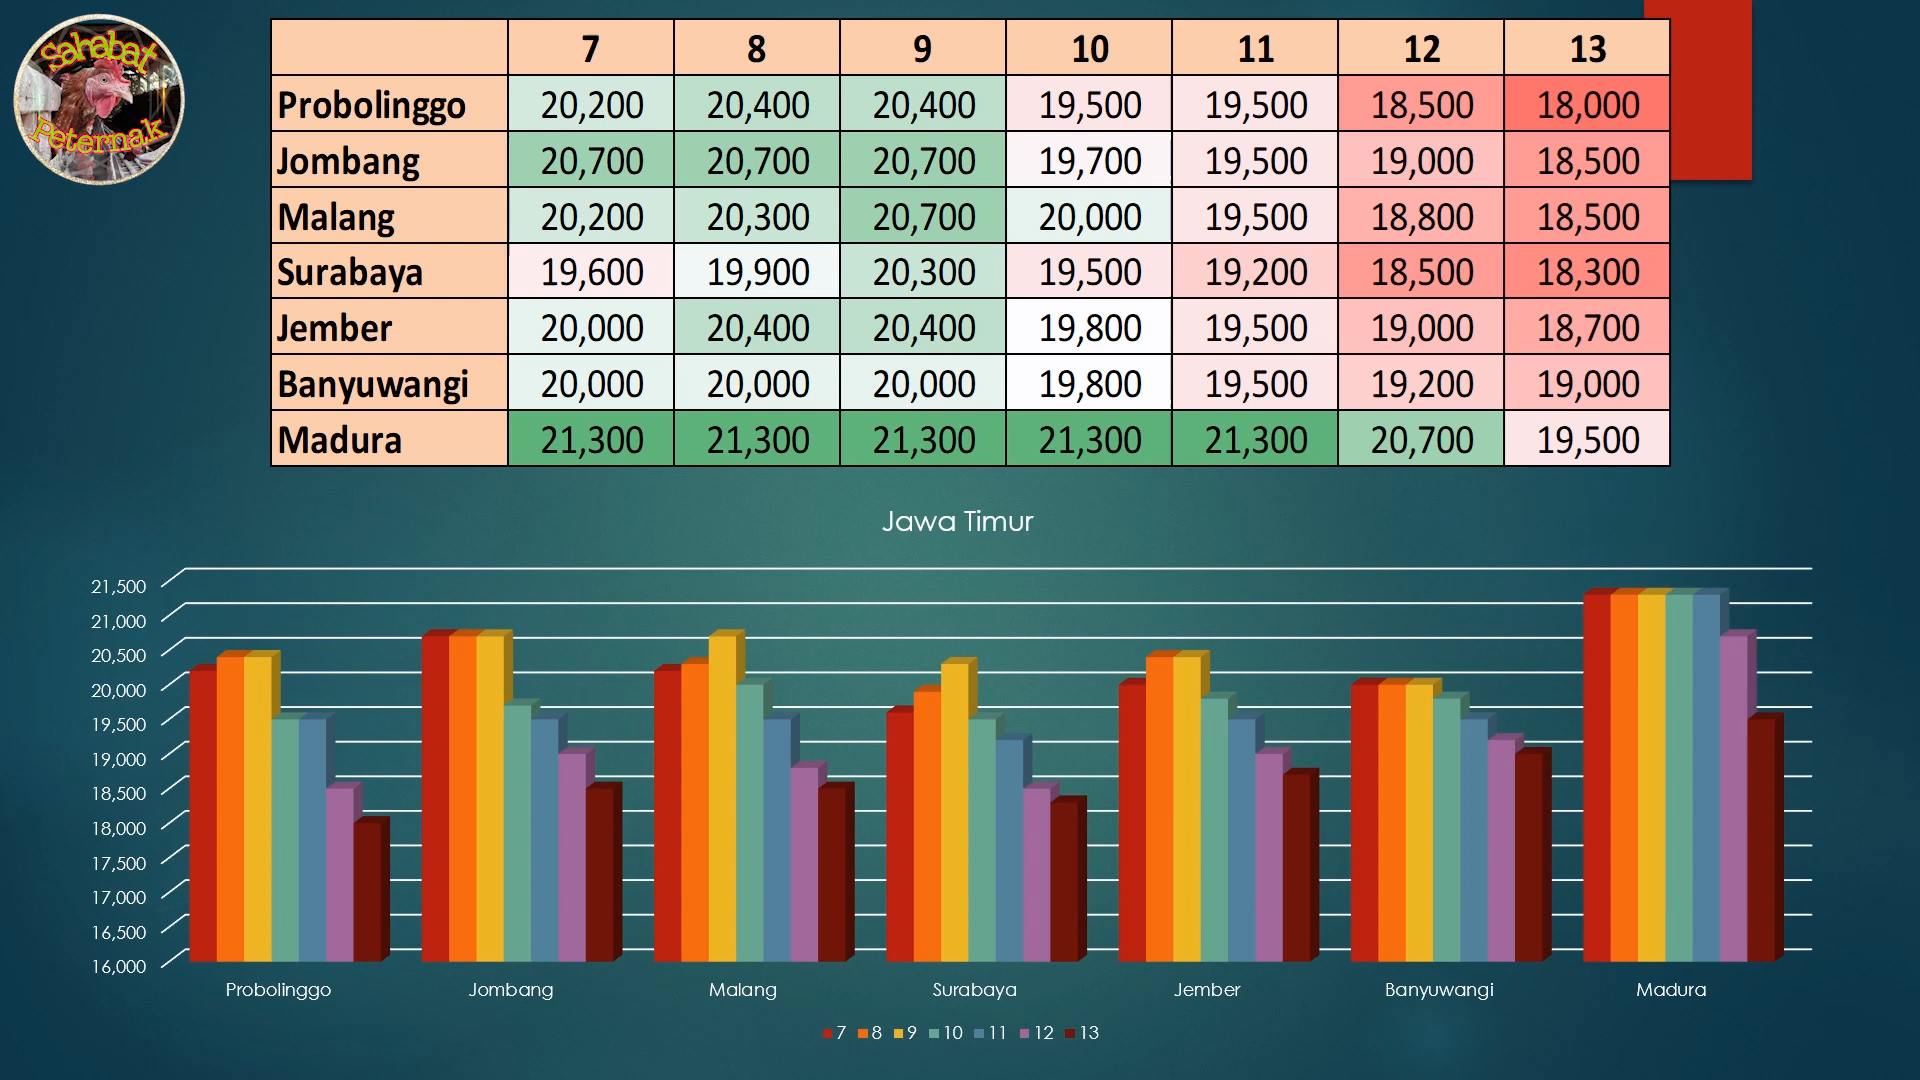 Sahabat
Peternak
7 8 9 10 11 12 13
Probolinggo 20,200 20,400 20,400 19,500 19,500 18,500 18,000
Jombang 20,700 20,700 20,700 19,700 19,500 19,000 18,500
Malang 20,200 20,300 20,700 20,000 19,500 18,800 18,500
Surabaya 19,600 19,900 20,300 19,500 19,200 18,500 18,300
Jember 20,000 20,400 20,400 19,800 19,500 19,000 18,700
Banyuwangi 20,000 20,000 20,000 19,800 19,500 19,200 19,000
Madura 21,300 21,300 21,300 21,300 21,300 20,700 19,500
Jawa Timur
21,500
21,000
20,500
20,000
19,500
19,000
18,500
18,000
17,500
17,000
16,500
16,000
Probolinggo Jombang Malang Surabaya Jember Banyuwangi Madura
7 8 9 10 11 12 13